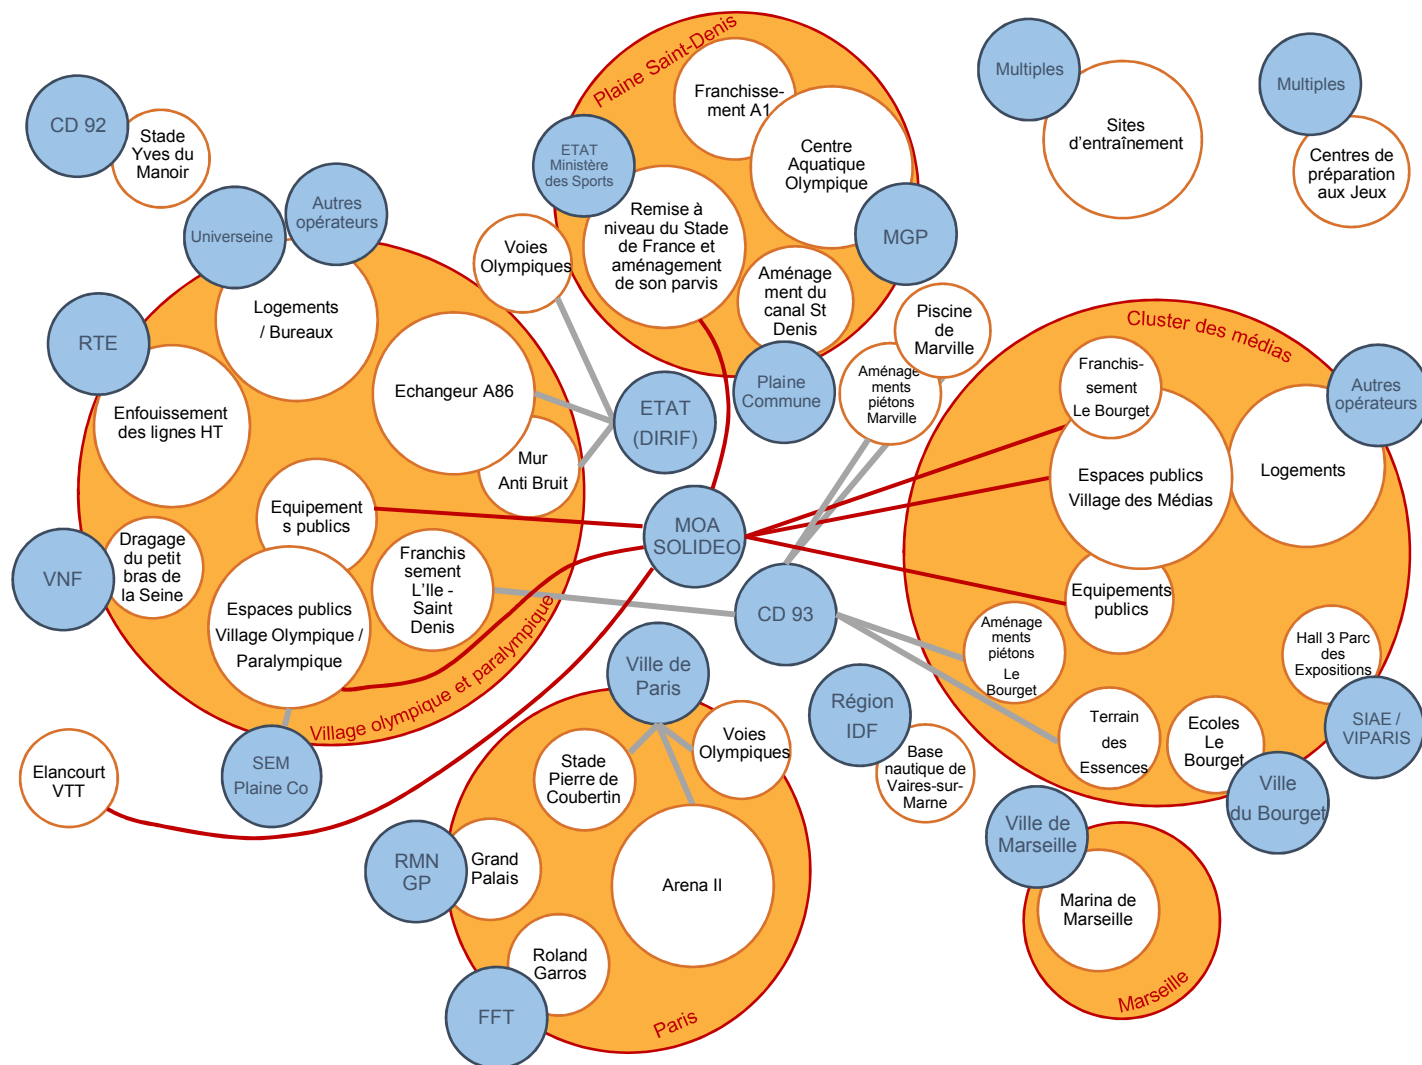 Plaine Saint-Denis
Multiples
Sites
d'entraînement
Multiples
Centres de
préparation
aux Jeux
CD 92
Stade
Yves du
Manoir
Franchisse-
ment A1
ETAT
Ministère
des Sports
Centre
Aquatique
Olympique
Remise à
niveau du Stade
de France et
aménagement
de son parvis
MGP
Aménage
ment du
canal St
Denis
Plaine
Commune
Universeine
Autres
opérateurs
Voies
Olympiques
Logements
/ Bureaux
RTE
Enfouissement
des lignes HT
Echangeur A86
Mur
Anti Bruit
ETAT
(DIRIF)
Piscine
de
Marville
Aménage
ments
piétons
Marville
Cluster des médias
Franchis-
sement
Le Bourget
Autres
opérateurs
Espaces publics
Village des Médias
Logements
Equipement
s publics
MOA
SOLIDEO
VNF
Dragage
du petit
bras de
la Seine
Franchis
sement
L'Ile -
Saint
Denis
Espaces publics
Village Olympique /
Paralympique
Village olympique et paralympique
CD 93
Equipements
publics
Aménage
ments
piétons
Le
Bourget
Hall 3 Parc
des
Expositions
Terrain
des
Essences
Ecoles
Le
Bourget
SIAE /
VIPARIS
Ville
du Bourget
SEM
Plaine Co
Elancourt
VTT
Ville de
Paris
Stade
Pierre de
Coubertin
Voies
Olympiques
Région
IDF
Base
nautique de
Vaires-sur-
Marne
RMN
GP
Grand
Palais
Arena II
Roland
Garros
FFT
Paris
Ville de
Marseille
Marina de
Marseille
Marseille